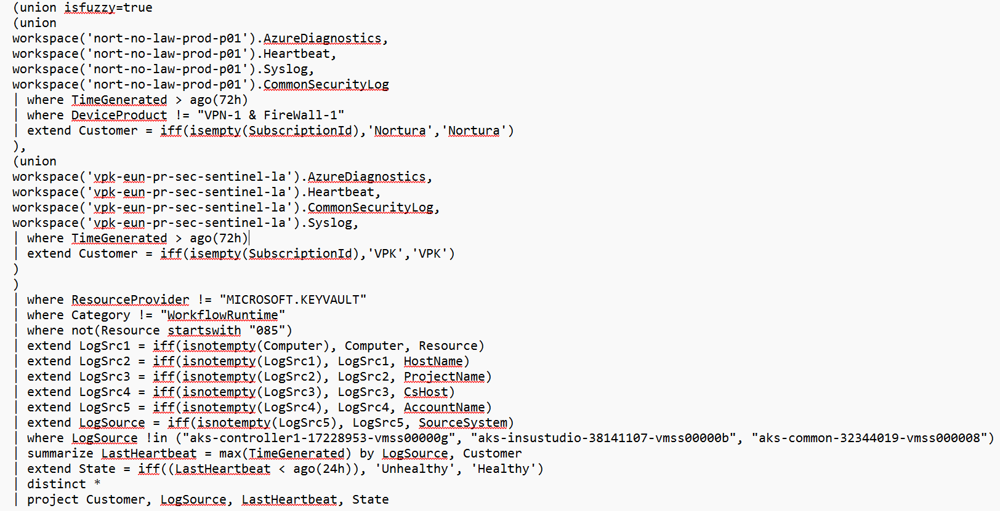 (union isfuzzy=true
(union
workspace('nort-no-law-prod-p01').AzureDiagnostics,
workspace('nort-no-law-prod-p01').Heartbeat,
workspace('nort-no-law-prod-p01').Syslog,
workspace('nort-no-law-prod-p01').CommonSecurityLog
| where TimeGenerated > ago(72h)
| where DeviceProduct != "VPN-1 & FireWall-1"
| extend Customer = iff(isempty(SubscriptionId),'Nortura','Nortura')
),
(union
workspace('vpk-eun-pr-sec-sentinel-la').AzureDiagnostics,
workspace('vpk-eun-pr-sec-sentinel-la').Heartbeat,
workspace('vpk-eun-pr-sec-sentinel-la').CommonSecurityLog,
workspace('vpk-eun-pr-sec-sentinel-la').Syslog,
| where TimeGenerated > ago(72h)
| extend Customer = iff(isempty(SubscriptionId),'VPK','VPK')
)
)
| where ResourceProvider != "MICROSOFT.KEYVAULT"
| where Category != "WorkflowRuntime"
| where not(Resource startswith "085")
| extend LogSrc1 = iff(isnotempty(Computer), Computer, Resource)
| extend LogSrc2 = iff(isnotempty(LogSrc1), LogSrc1, HostName)
| extend LogSrc3 = iff(isnotempty(LogSrc2), LogSrc2, ProjectName)
| extend LogSrc4 = iff(isnotempty(LogSrc3), LogSrc3, CsHost)
| extend LogSrc5 = iff(isnotempty(LogSrc4), LogSrc4, AccountName)
| extend LogSource = iff(isnotempty(LogSrc5), LogSrc5, SourceSystem)
| where LogSource !in ("aks-controller1-17228953-vmss00000g", "aks-insustudio-38141107-vmss00000b", "aks-common-32344019-vmss000008")
| summarize LastHeartbeat = max(TimeGenerated) by LogSource, Customer
| extend State = iff((LastHeartbeat < ago(24h)), 'Unhealthy', 'Healthy')
| distinct *
| project Customer, LogSource, LastHeartbeat, State